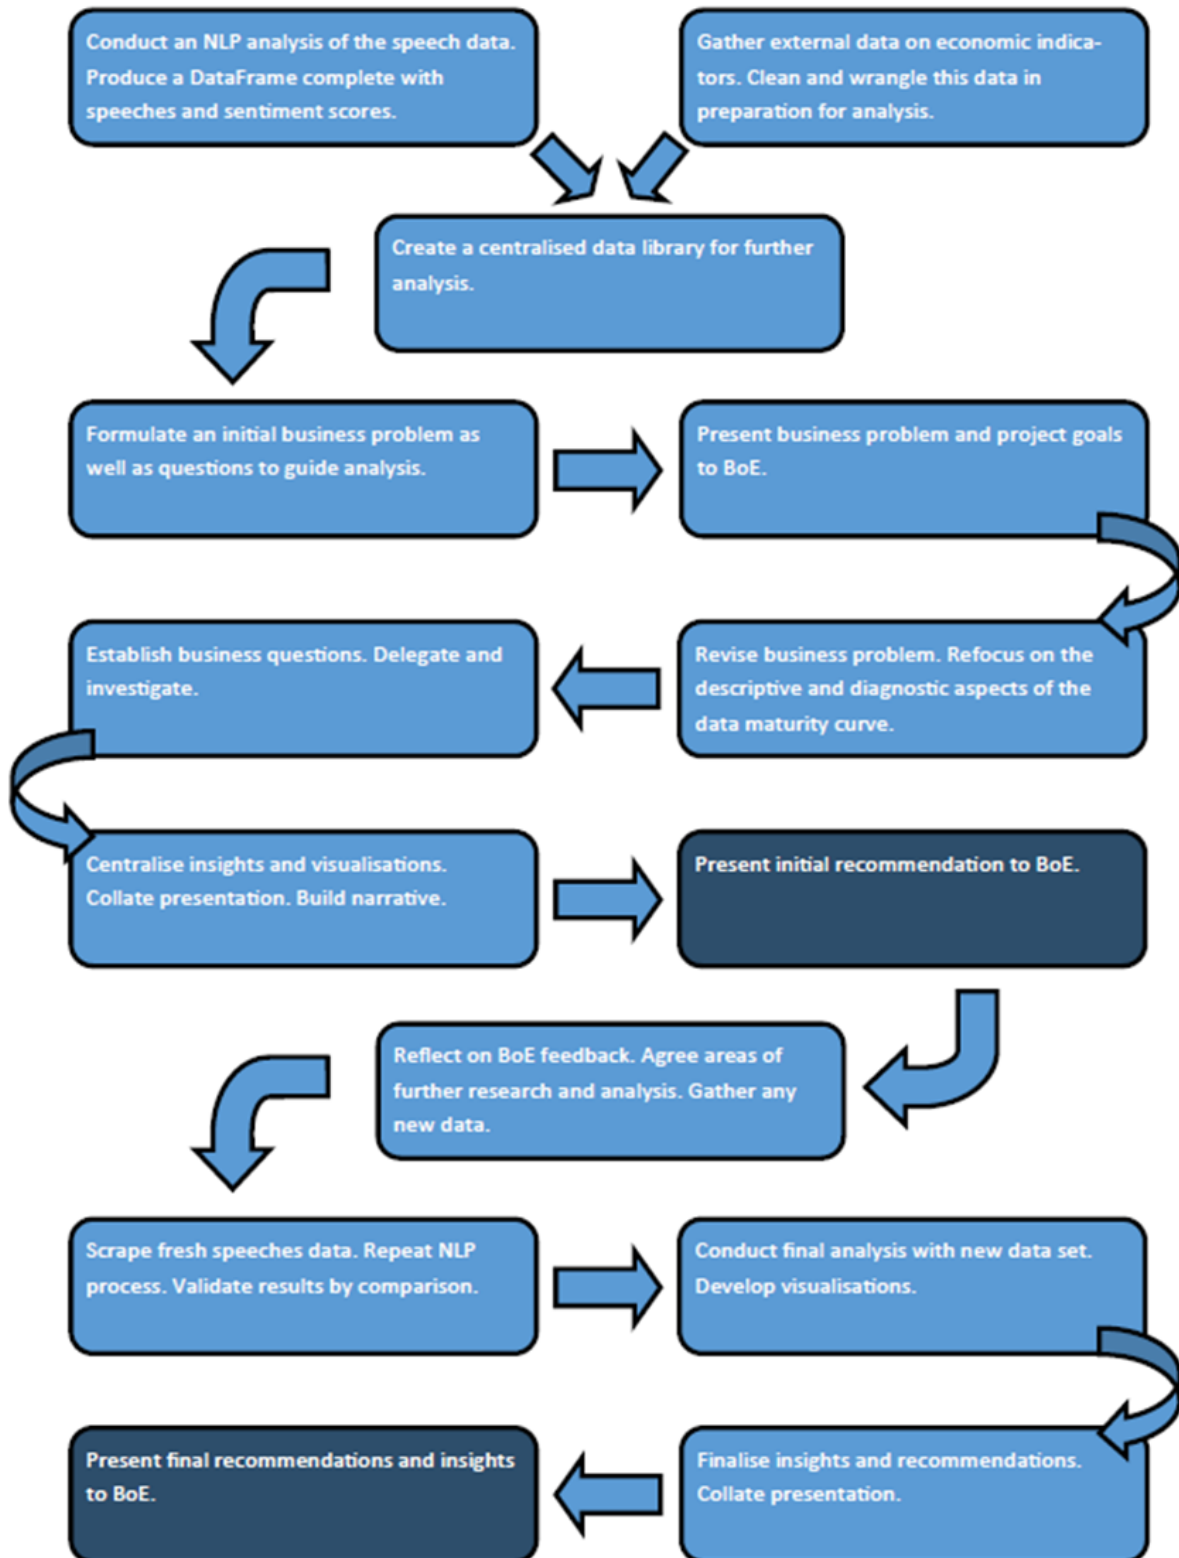 Conduct an NLP analysis of the speech data.
Produce a DataFrame complete with
speeches and sentiment scores.
Gather external data on economic indica-
tors. Clean and wrangle this data in
preparation for analysis.
Create a centralised data library for further
analysis.
Formulate an initial business problem as
well as questions to guide analysis.
Present business problem and project goals
to BoE.
Revise business problem. Refocus on the
descriptive and diagnostic aspects of the
data maturity curve.
Establish business questions. Delegate and
investigate.
Centralise insights and visualisations.
Collate presentation. Build narrative.
Present initial recommendation to BoE.
Reflect on BoE feedback. Agree areas of
further research and analysis. Gather any
new data.
Scrape fresh speeches data. Repeat NLP
process. Validate results by comparison.
Conduct final analysis with new data set.
Develop visualisations.
Finalise insights and recommendations.
Collate presentation.
Present final recommendations and insights
to BoE.